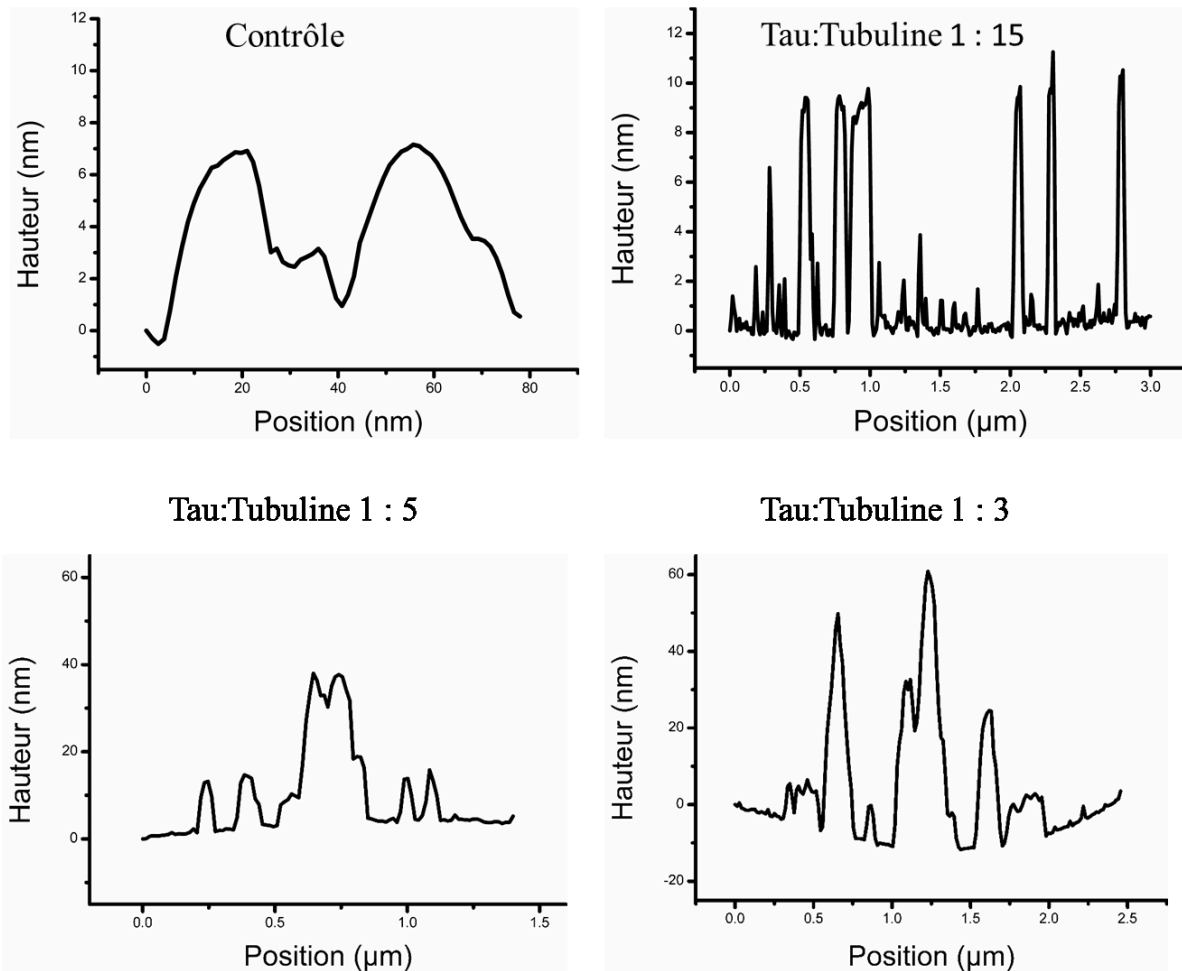 Contrôle
12
10
8
6
4
2
0
Hauteur (nm)
0 20 40 60 80
Position (nm)
Tau:Tubuline 1 : 15
12
10
8
6
4
2
0
Hauteur (nm)
0.0 0.5 1.0 1.5 2.0 2.5 3.0
Position (µm)
Tau:Tubuline 1 : 5
60
40
20
0
Hauteur (nm)
0.0 0.5 1.0 1.5
Position (µm)
Tau:Tubuline 1 : 3
60
40
20
0
-20
Hauteur (nm)
0.0 0.5 1.0 1.5 2.0 2.5
Position (µm)